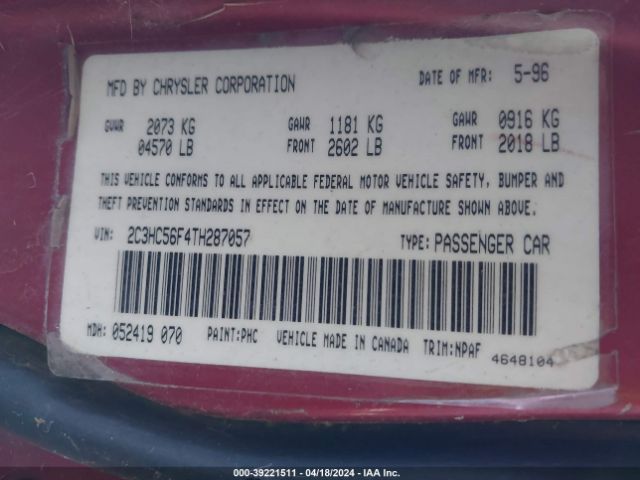 MFD BY CHRYSLER CORPORATION DATE OF MFR: 5-96
GVWR 2073 KG GAWR 1181 KG GAWR 0916 KG
04570 LB FRONT 2602 LB FRONT 2018 LB
THIS VEHICLE CONFORMS TO ALL APPLICABLE FEDERAL MOTOR VEHICLE SAFETY, BUMPER AND
THEFT PREVENTION STANDARDS IN EFFECT ON THE DATE OF MANUFACTURE SHOWN ABOVE.
VIN: 2C3HC56F4TH287057 TYPE: PASSENGER CAR
MDH: 052419 070 PAINT:PHC VEHICLE MADE IN CANADA TRIM:NPAF
4648104
000-39221511 - 04/18/2024 - IAA Inc.